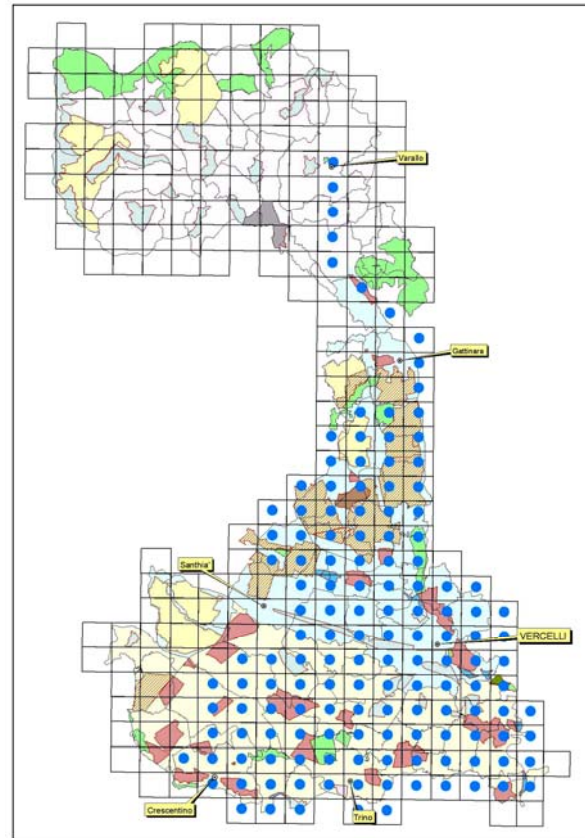 Varallo
Gattinara
Santhia'
VERCELLI
Crescentino
Trino